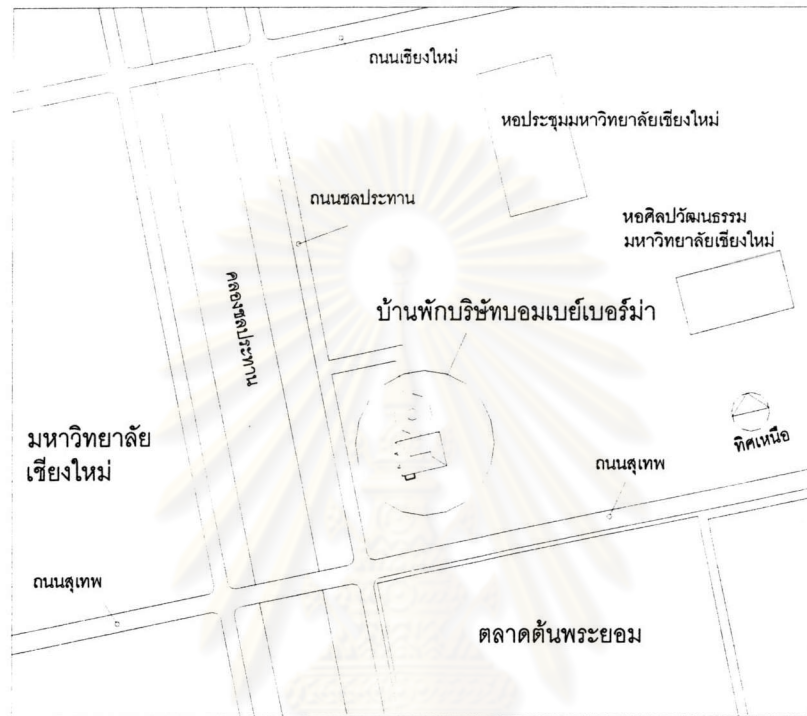 ถนนเชียงใหม่
หอประชุมมหาวิทยาลัยเชียงใหม่
ถนนชลประทาน
หอศิลปวัฒนธรรม
มหาวิทยาลัยเชียงใหม่
คลองชลประทาน
บ้านพักบริษัทบอมเบย์เบอร์ม่า
ทิศเหนือ
มหาวิทยาลัย
เชียงใหม่
ถนนสุเทพ
ถนนสุเทพ
ตลาดต้นพระยอม